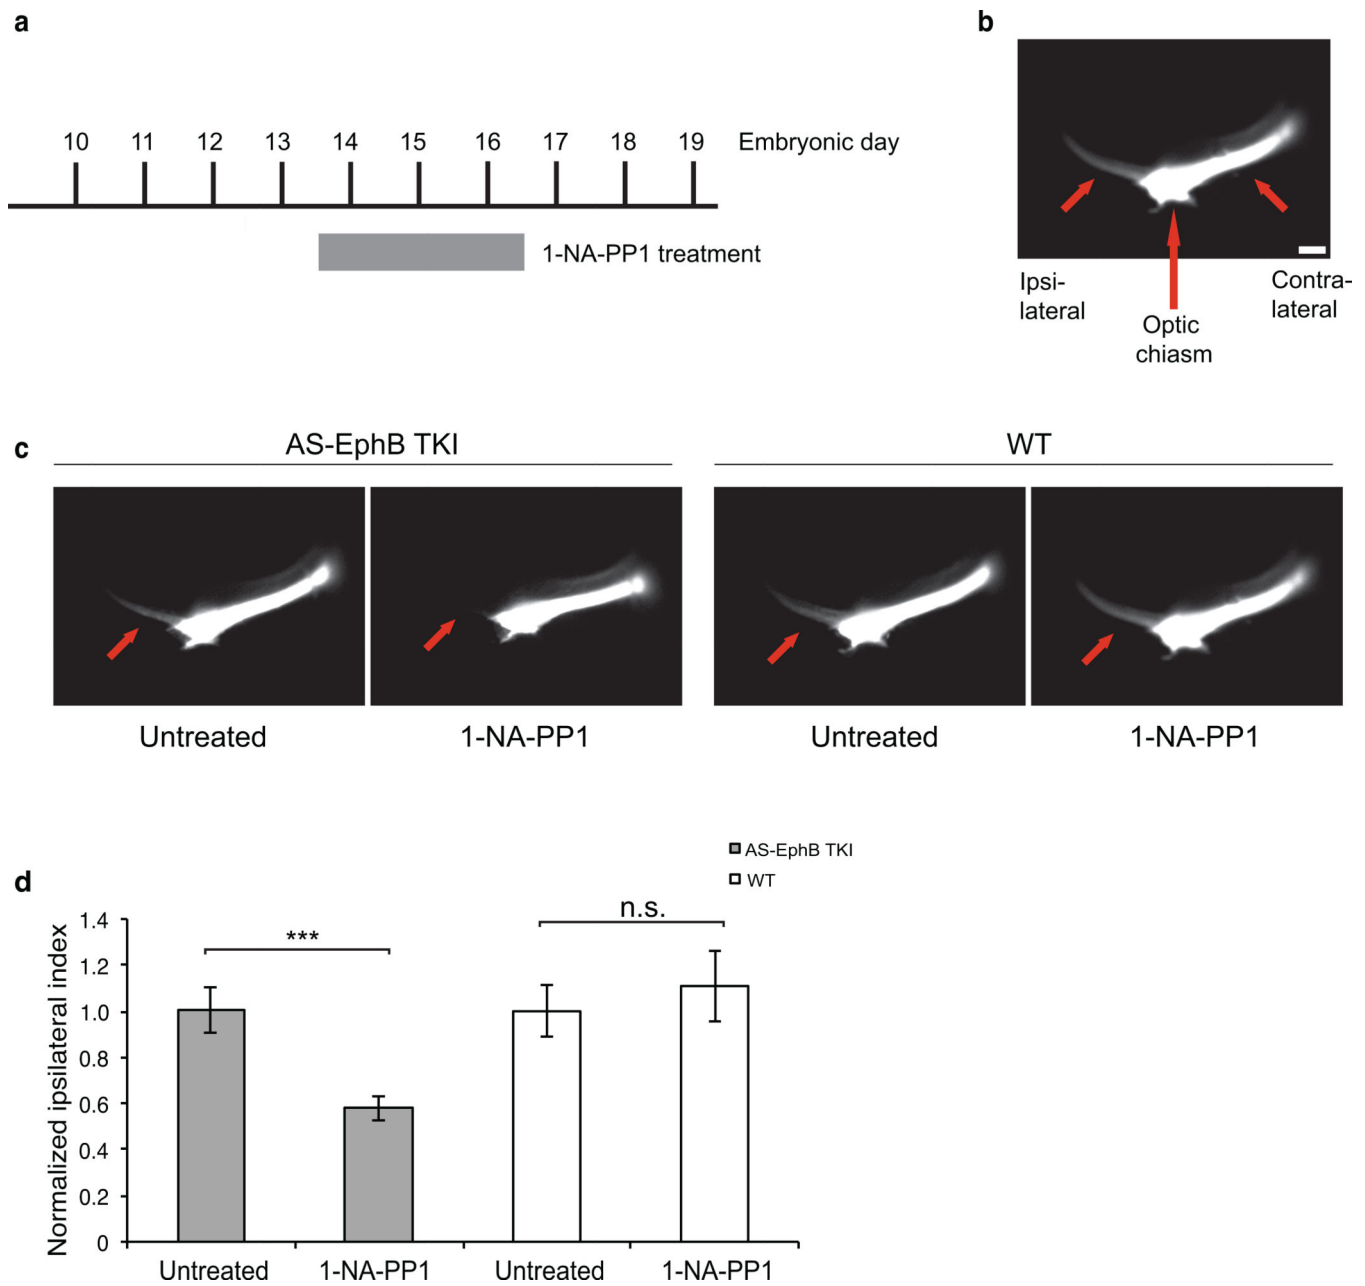 a
10 11 12 13 14 15 16 17 18 19 Embryonic day
1-NA-PP1 treatment
b
Ipsi-
lateral
Optic
chiasm
Contra-
lateral
c
AS-EphB TKI
WT
Untreated
1-NA-PP1
Untreated
1-NA-PP1
d
AS-EphB TKI
WT
Normalized ipsilateral index
1.4
1.2
1.0
0.8
0.6
0.4
0.2
0
***
n.s.
Untreated
1-NA-PP1
Untreated
1-NA-PP1